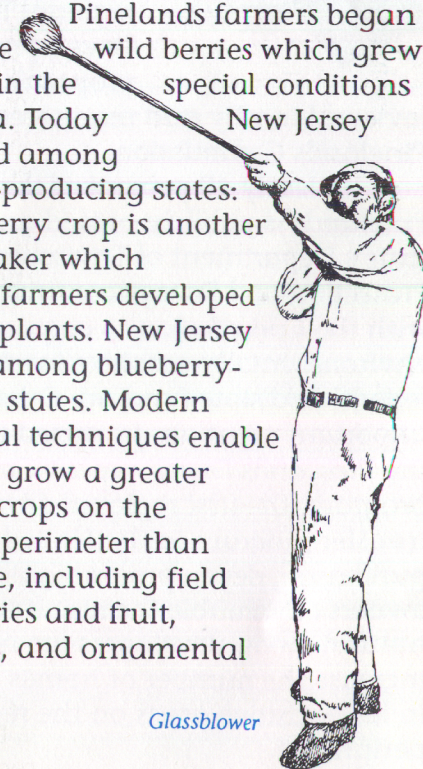 Pinelands farmers began
e wild berries which grew
in the special conditions
a. Today New Jersey
d among
-producing states:
erry crop is another
aker which
farmers developed
plants. New Jersey
among blueberry-
states. Modern
al techniques enable
grow a greater
crops on the
perimeter than
e, including field
ries and fruit,
, and ornamental
Glassblower